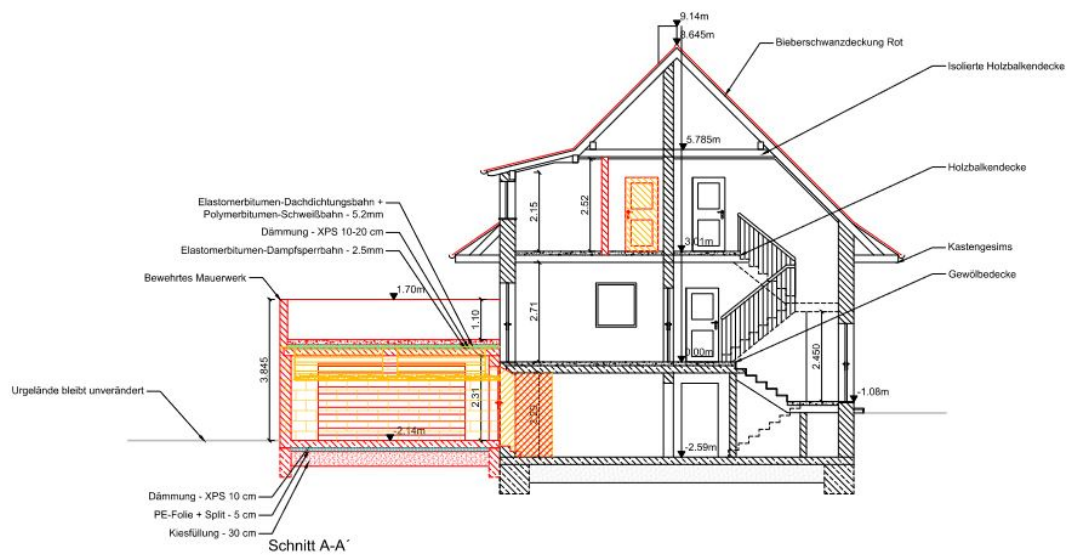 9.14m
8.645m
Bieberschwanzdeckung Rot
Isolierte Holzbalkendecke
5.785m
Holzbalkendecke
Elastomerbitumen-Dachdichtungsbahn +
Polymerbitumen-Schweißbahn - 5.2mm
2.15
2.52
Dämmung - XPS 10-20 cm
Elastomerbitumen-Dampfsperrbahn - 2.5mm
3.01m
Kastengesims
Bewehrtes Mauerwerk
Gewölbedecke
1.70m
1.10
2.71
0.00m
3.845
2.31
2.450
Urgelände bleibt unverändert
-1.08m
2.25
-2.14m
-2.59m
Dämmung - XPS 10 cm
PE-Folie + Split - 5 cm
Kiesfüllung - 30 cm
Schnitt A-A´